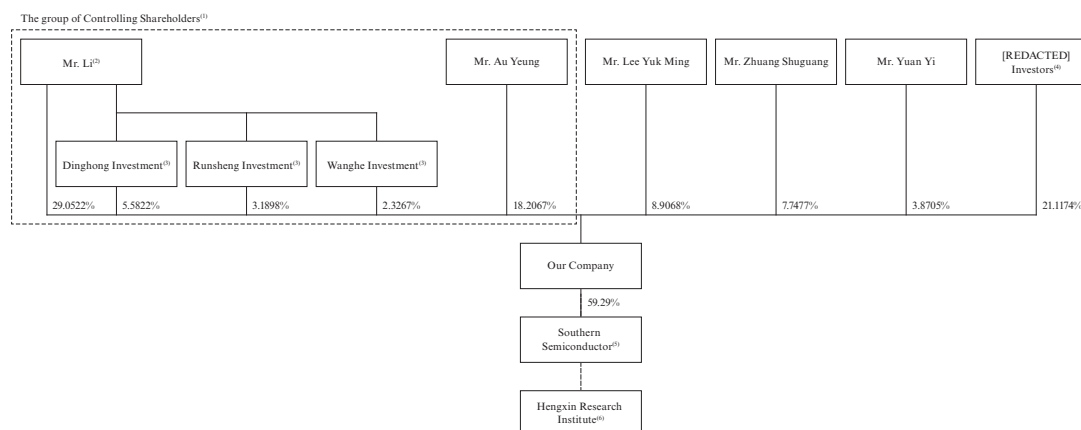 The group of Controlling Shareholders(1)
Mr. Li(2)
Mr. Au Yeung
Mr. Lee Yuk Ming
Mr. Zhuang Shuguang
Mr. Yuan Yi
[REDACTED]
Investors(4)
Dinghong Investment(3)
Runsheng Investment(3)
Wanghe Investment(3)
29.0522%
5.5822%
3.1898%
2.3267%
18.2067%
8.9068%
7.7477%
3.8705%
21.1174%
Our Company
59.29%
Southern
Semiconductor(5)
Hengxin Research
Institute(6)